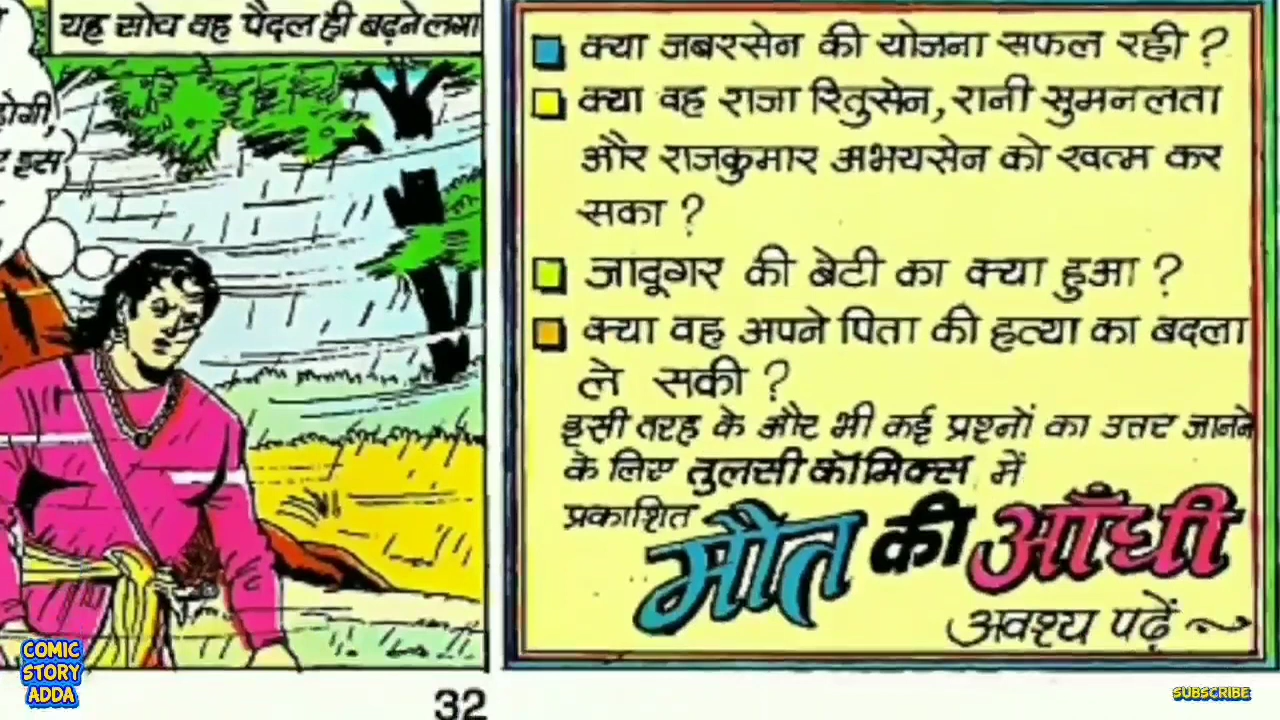 यह सोच वह पैदल ही बढ़ने लगा
होगी,
इस
क्या जबरसेन की योजना सफल रही ?
क्या वह राजा रितुसेन, रानी सुमनलता
और राजकुमार अभयसेन को खत्म कर
सका ?
जादूगर की बेटी का क्या हुआ ?
क्या वह अपने पिता की हत्या का बदला
ले सकी ?
इसी तरह के और भी कई प्रश्नों का उत्तर जानने
के लिए तुलसी कॉमिक्स में
प्रकाशित मौत की आँधी
अवश्य पढ़ें
32
COMIC
STORY
ADDA
SUBSCRIBE